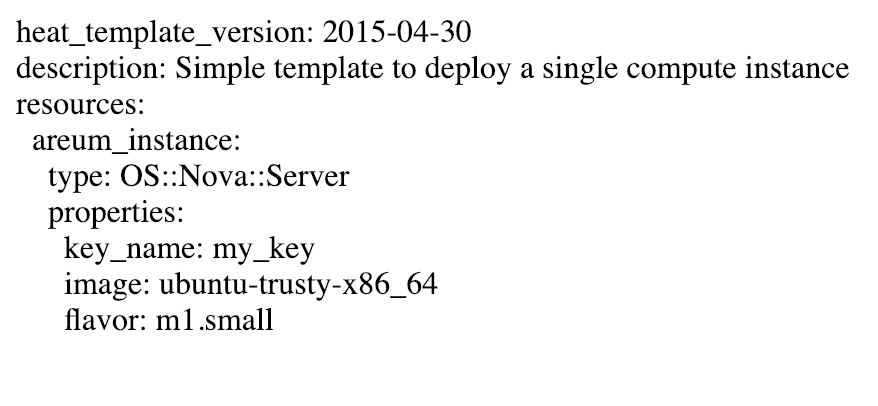 heat_template_version: 2015-04-30
description: Simple template to deploy a single compute instance
resources:
  areum_instance:
    type: OS::Nova::Server
    properties:
      key_name: my_key
      image: ubuntu-trusty-x86_64
      flavor: m1.small